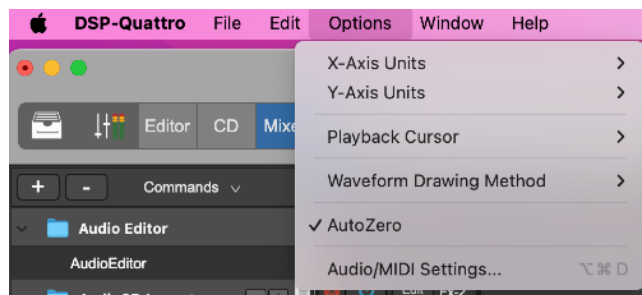 DSP-Quattro File Edit Options Window Help
X-Axis Units
Y-Axis Units
Editor CD
Playback Cursor
+ - Commands
Waveform Drawing Method
Audio Editor
✓ AutoZero
AudioEditor
Audio/MIDI Settings... ⌥⌘D